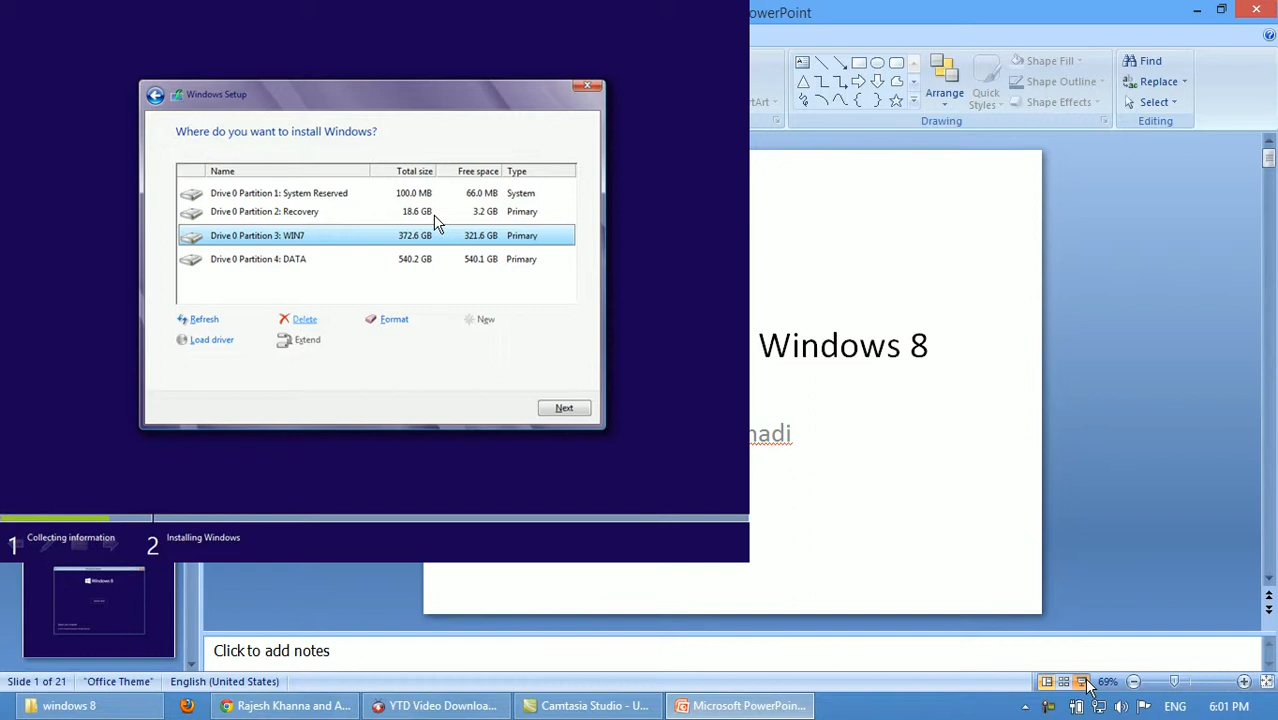 PowerPoint
Windows Setup
Where do you want to install Windows?
Name Total size Free space Type
Drive 0 Partition 1: System Reserved 100.0 MB 66.0 MB System
Drive 0 Partition 2: Recovery 18.6 GB 3.2 GB Primary
Drive 0 Partition 3: WIN7 372.6 GB 321.6 GB Primary
Drive 0 Partition 4: DATA 540.2 GB 540.1 GB Primary
Refresh Delete Format New
Load driver Extend
Next
1 Collecting information 2 Installing Windows
Arrange
Quick Styles
Shape Fill
Shape Outline
Shape Effects
Drawing
Find
Replace
Select
Editing
Windows 8
madi
Windows 8
Click to add notes
Slide 1 of 21 "Office Theme" English (United States) 69%
windows 8 Rajesh Khanna and A... YTD Video Downloa... Camtasia Studio - U... Microsoft PowerPoint... ENG 6:01 PM